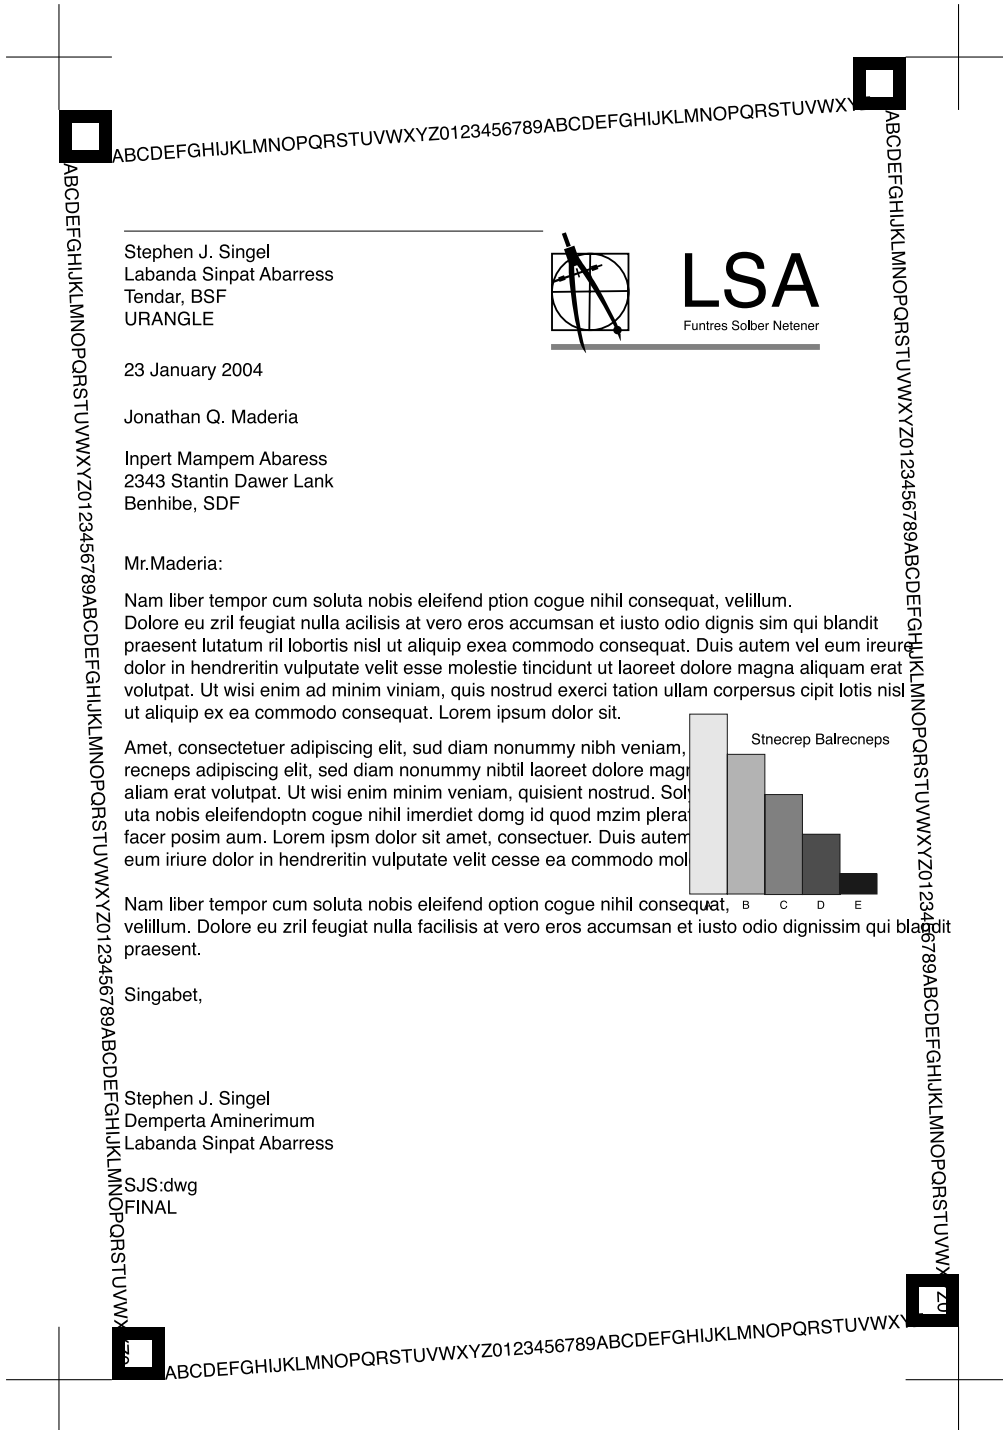 ABCDEFGHIJKLMNOPQRSTUVWXYZ0123456789ABCDEFGHIJKLMNOPQRSTUVWX
ABCDEFGHIJKLMNOPQRSTUVWXYZ0123456789ABCDEFGHIJKLMNOPQRSTUVWXYZ0123456789ABCDEFGHIJKLMNOPQRSTUVWX
ABCDEFGHIJKLMNOPQRSTUVWXYZ0123456789ABCDEFGHIJKLMNOPQRSTUVWXYZ0123456789ABCDEFGHIJKLMNOPQRSTUVWX
Stephen J. Singel
Labanda Sinpat Abarress
Tendar, BSF
URANGLE
LSA
Funtres Solber Netener
23 January 2004
Jonathan Q. Maderia
Inpert Mampem Abaress
2343 Stantin Dawer Lank
Benhibe, SDF
Mr.Maderia:
Nam liber tempor cum soluta nobis eleifend ption cogue nihil consequat, velillum.
Dolore eu zril feugiat nulla acilisis at vero eros accumsan et iusto odio dignis sim qui blandit
praesent lutatum ril lobortis nisl ut aliquip exea commodo consequat. Duis autem vel eum ireure
dolor in hendreritin vulputate velit esse molestie tincidunt ut laoreet dolore magna aliquam erat
volutpat. Ut wisi enim ad minim viniam, quis nostrud exerci tation ullam corpersus cipit lotis nisl
ut aliquip ex ea commodo consequat. Lorem ipsum dolor sit.
Amet, consectetuer adipiscing elit, sud diam nonummy nibh veniam,
recneps adipiscing elit, sed diam nonummy nibtil laoreet dolore
aliam erat volutpat. Ut wisi enim minim veniam, quisient nostrud.
uta nobis eleifendoptn cogue nihil imerdiet domg id quod mzim
facer posim aum. Lorem ipsm dolor sit amet, consectuer. Duis autem
eum iriure dolor in hendreritin vulputate velit cesse ea commodo
Stnecrep Balrecneps
A B C D E
Nam liber tempor cum soluta nobis eleifend option cogue nihil consequat,
velillum. Dolore eu zril feugiat nulla facilisis at vero eros accumsan et iusto odio dignissim qui blandit
praesent.
Singabet,
Stephen J. Singel
Demperta Aminerimum
Labanda Sinpat Abarress
SJS:dwg
FINAL
ABCDEFGHIJKLMNOPQRSTUVWXYZ0123456789ABCDEFGHIJKLMNOPQRSTUVWX